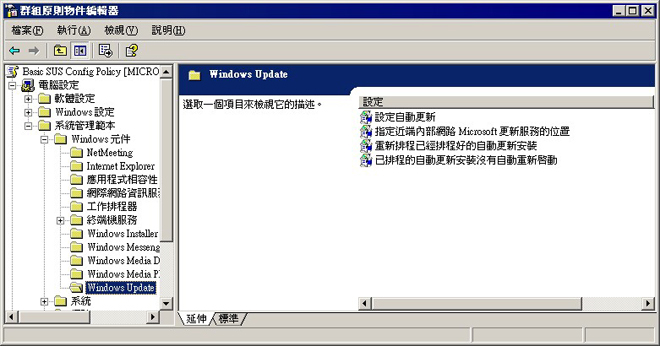 群組原則物件編輯器
檔案(F) 執行(A) 檢視(V) 說明(H)
Basic SUS Config Policy [MICRO
電腦設定
軟體設定
Windows 設定
系統管理範本
Windows 元件
NetMeeting
Internet Explorer
應用程式相容性
網際網路資訊服
工作排程器
終端機服務
Windows Installer
Windows Messeng
Windows Media D
Windows Media P
Windows Update
系統
Windows Update
選取一個項目來檢視它的描述。
設定
設定自動更新
指定近端內部網路 Microsoft 更新服務的位置
重新排程已經排程好的自動更新安裝
已排程的自動更新安裝沒有自動重新啓動
延伸 標準